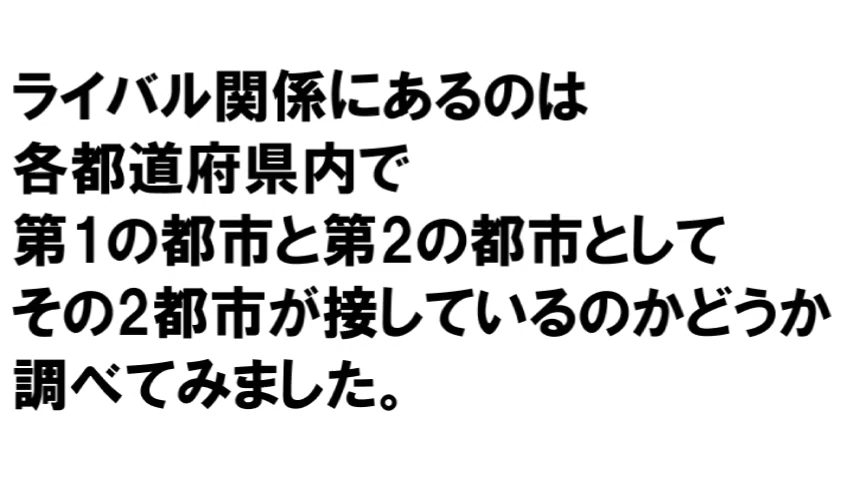 ライバル関係にあるのは
各都道府県内で
第1の都市と第2の都市として
その2都市が接しているのかどうか
調べてみました。